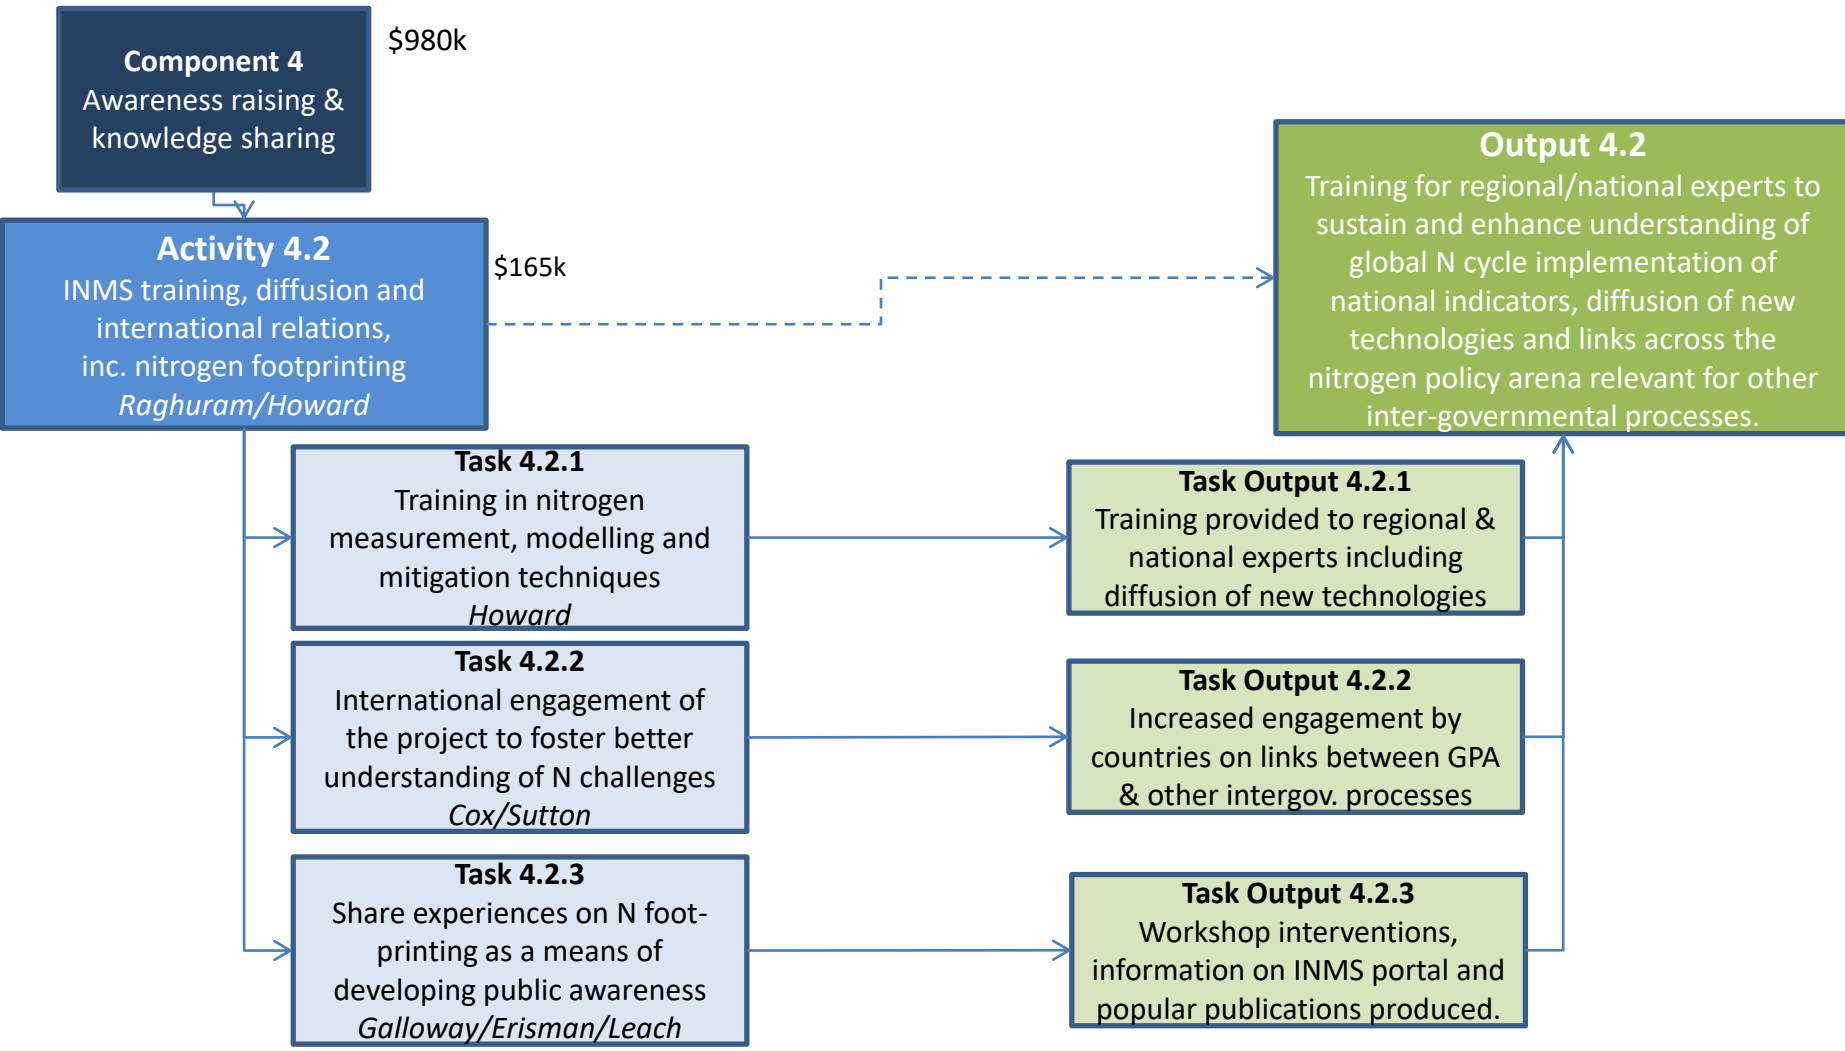 Component 4
Awareness raising &
knowledge sharing
$980k
Activity 4.2
INMS training, diffusion and
international relations,
inc. nitrogen footprinting
Raghuram/Howard
$165k
Output 4.2
Training for regional/national experts to
sustain and enhance understanding of
global N cycle implementation of
national indicators, diffusion of new
technologies and links across the
nitrogen policy arena relevant for other
inter-governmental processes.
Task 4.2.1
Training in nitrogen
measurement, modelling and
mitigation techniques
Howard
Task Output 4.2.1
Training provided to regional &
national experts including
diffusion of new technologies
Task 4.2.2
International engagement of
the project to foster better
understanding of N challenges
Cox/Sutton
Task Output 4.2.2
Increased engagement by
countries on links between GPA
& other intergov. processes
Task 4.2.3
Share experiences on N foot-
printing as a means of
developing public awareness
Galloway/Erisman/Leach
Task Output 4.2.3
Workshop interventions,
information on INMS portal and
popular publications produced.